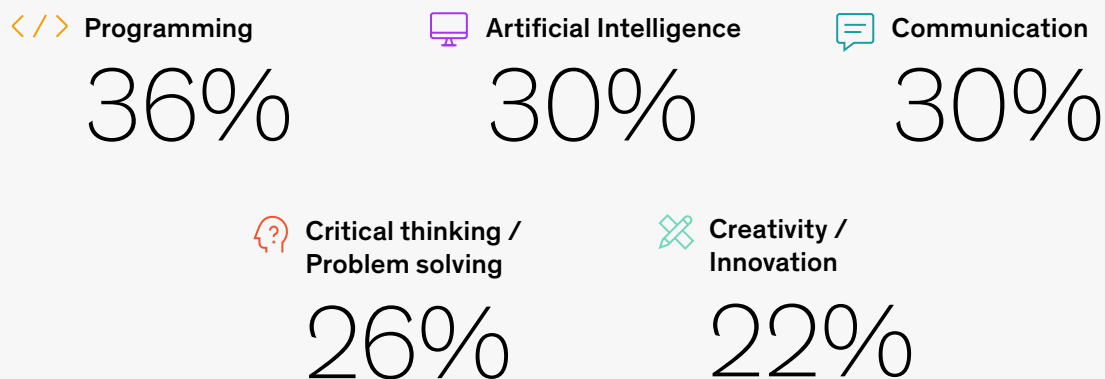 Programming
36%
Artificial Intelligence
30%
Communication
30%
Critical thinking /
Problem solving
26%
Creativity /
Innovation
22%